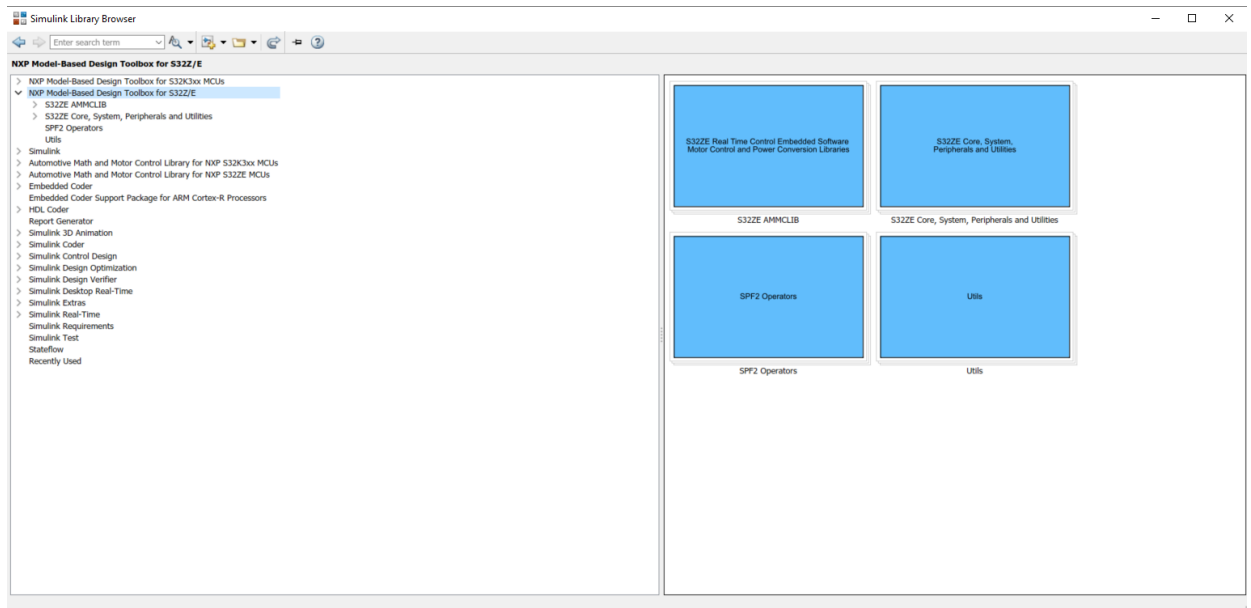 Simulink Library Browser
Enter search term
NXP Model-Based Design Toolbox for S32Z/E
NXP Model-Based Design Toolbox for S32K3xx MCUs
NXP Model-Based Design Toolbox for S32Z/E
S32ZE AMMCLIB
S32ZE Core, System, Peripherals and Utilities
SPF2 Operators
Utils
Simulink
Automotive Math and Motor Control Library for NXP S32K3xx MCUs
Automotive Math and Motor Control Library for NXP S32ZE MCUs
Embedded Coder
Embedded Coder Support Package for ARM Cortex-R Processors
HDL Coder
Report Generator
Simulink 3D Animation
Simulink Coder
Simulink Control Design
Simulink Design Optimization
Simulink Design Verifier
Simulink Desktop Real-Time
Simulink Extras
Simulink Real-Time
Simulink Requirements
Simulink Test
Stateflow
Recently Used
S32ZE Real Time Control Embedded Software
Motor Control and Power Conversion Libraries
S32ZE AMMCLIB
S32ZE Core, System,
Peripherals and Utilities
S32ZE Core, System, Peripherals and Utilities
SPF2 Operators
SPF2 Operators
Utils
Utils